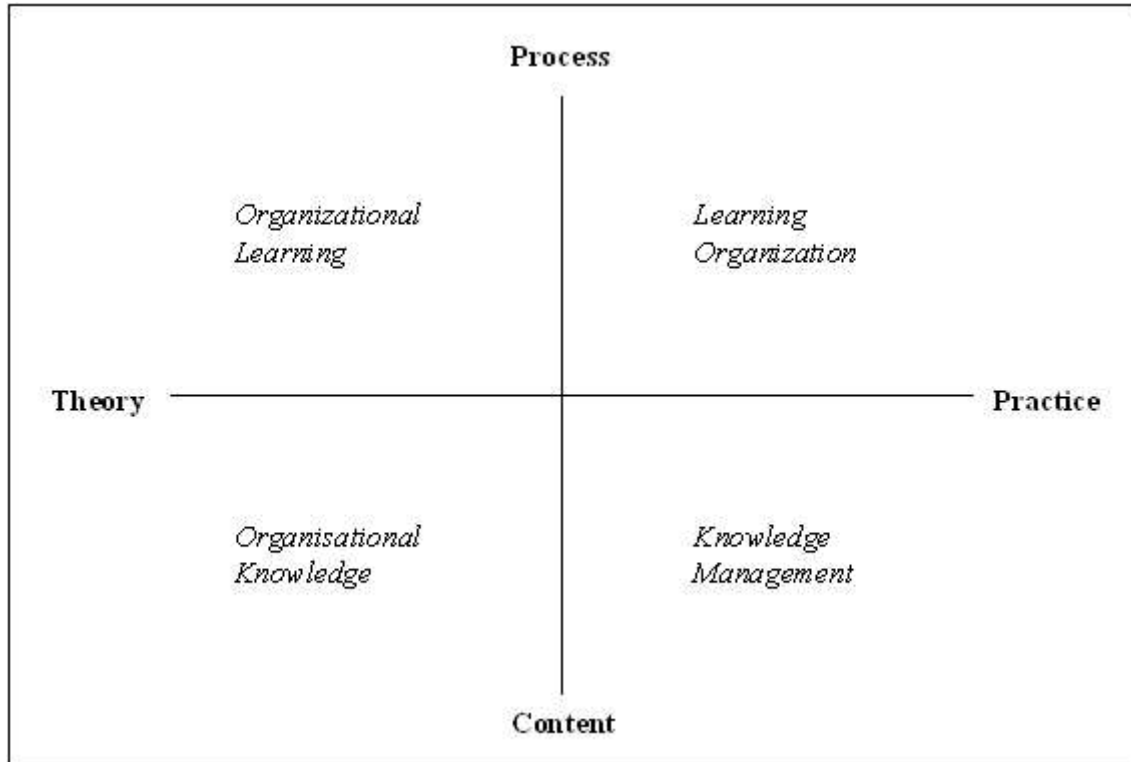 Process
Organizational
Learning
Learning
Organization
Theory
Practice
Organisational
Knowledge
Knowledge
Management
Content